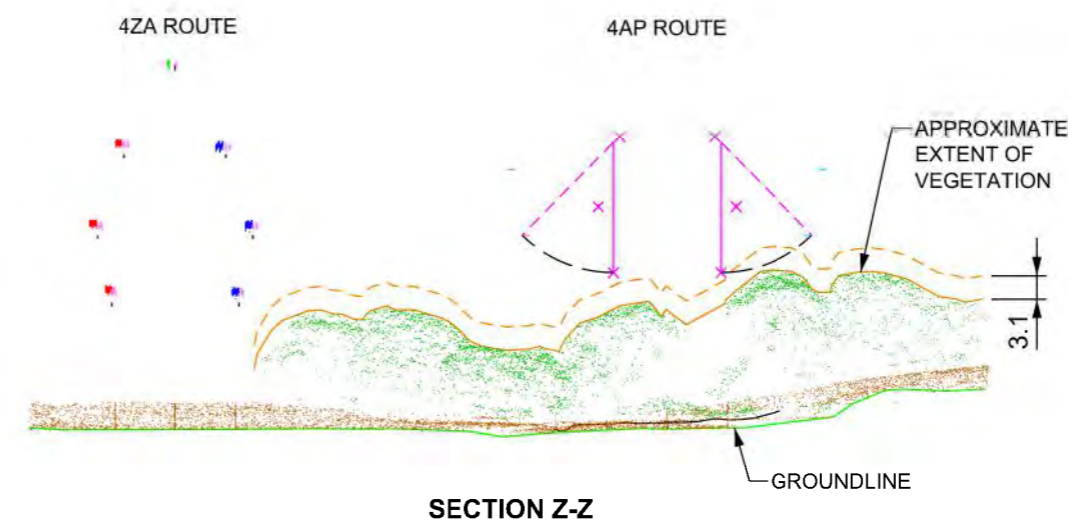 4ZA ROUTE
4AP ROUTE
APPROXIMATE
EXTENT OF
VEGETATION
3.1
GROUNDLINE
SECTION Z-Z